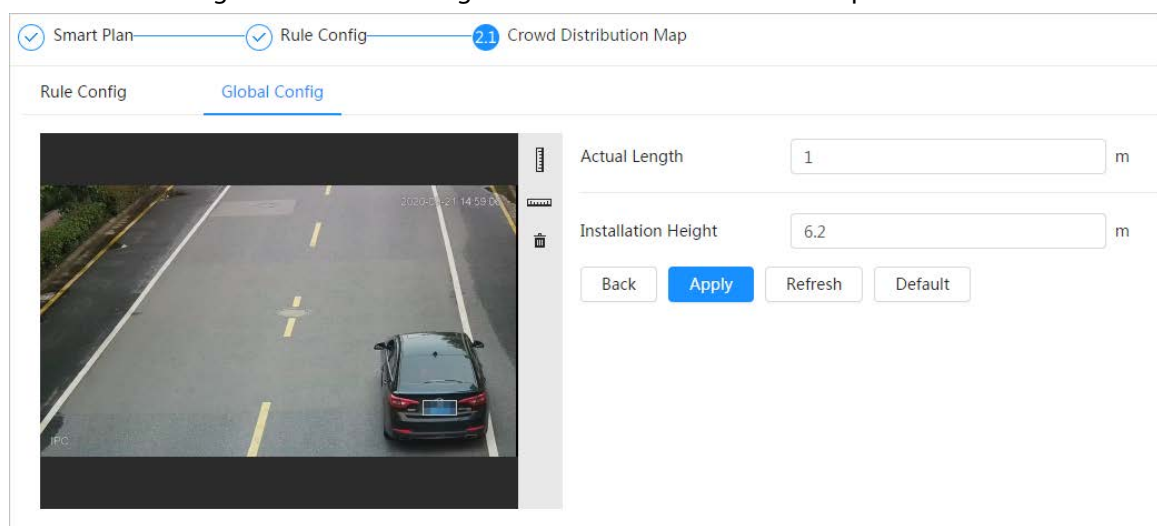 Smart Plan Rule Config 2.1 Crowd Distribution Map
Rule Config Global Config
Actual Length 1 m
Installation Height 6.2 m
Back Apply Refresh Default
IPC